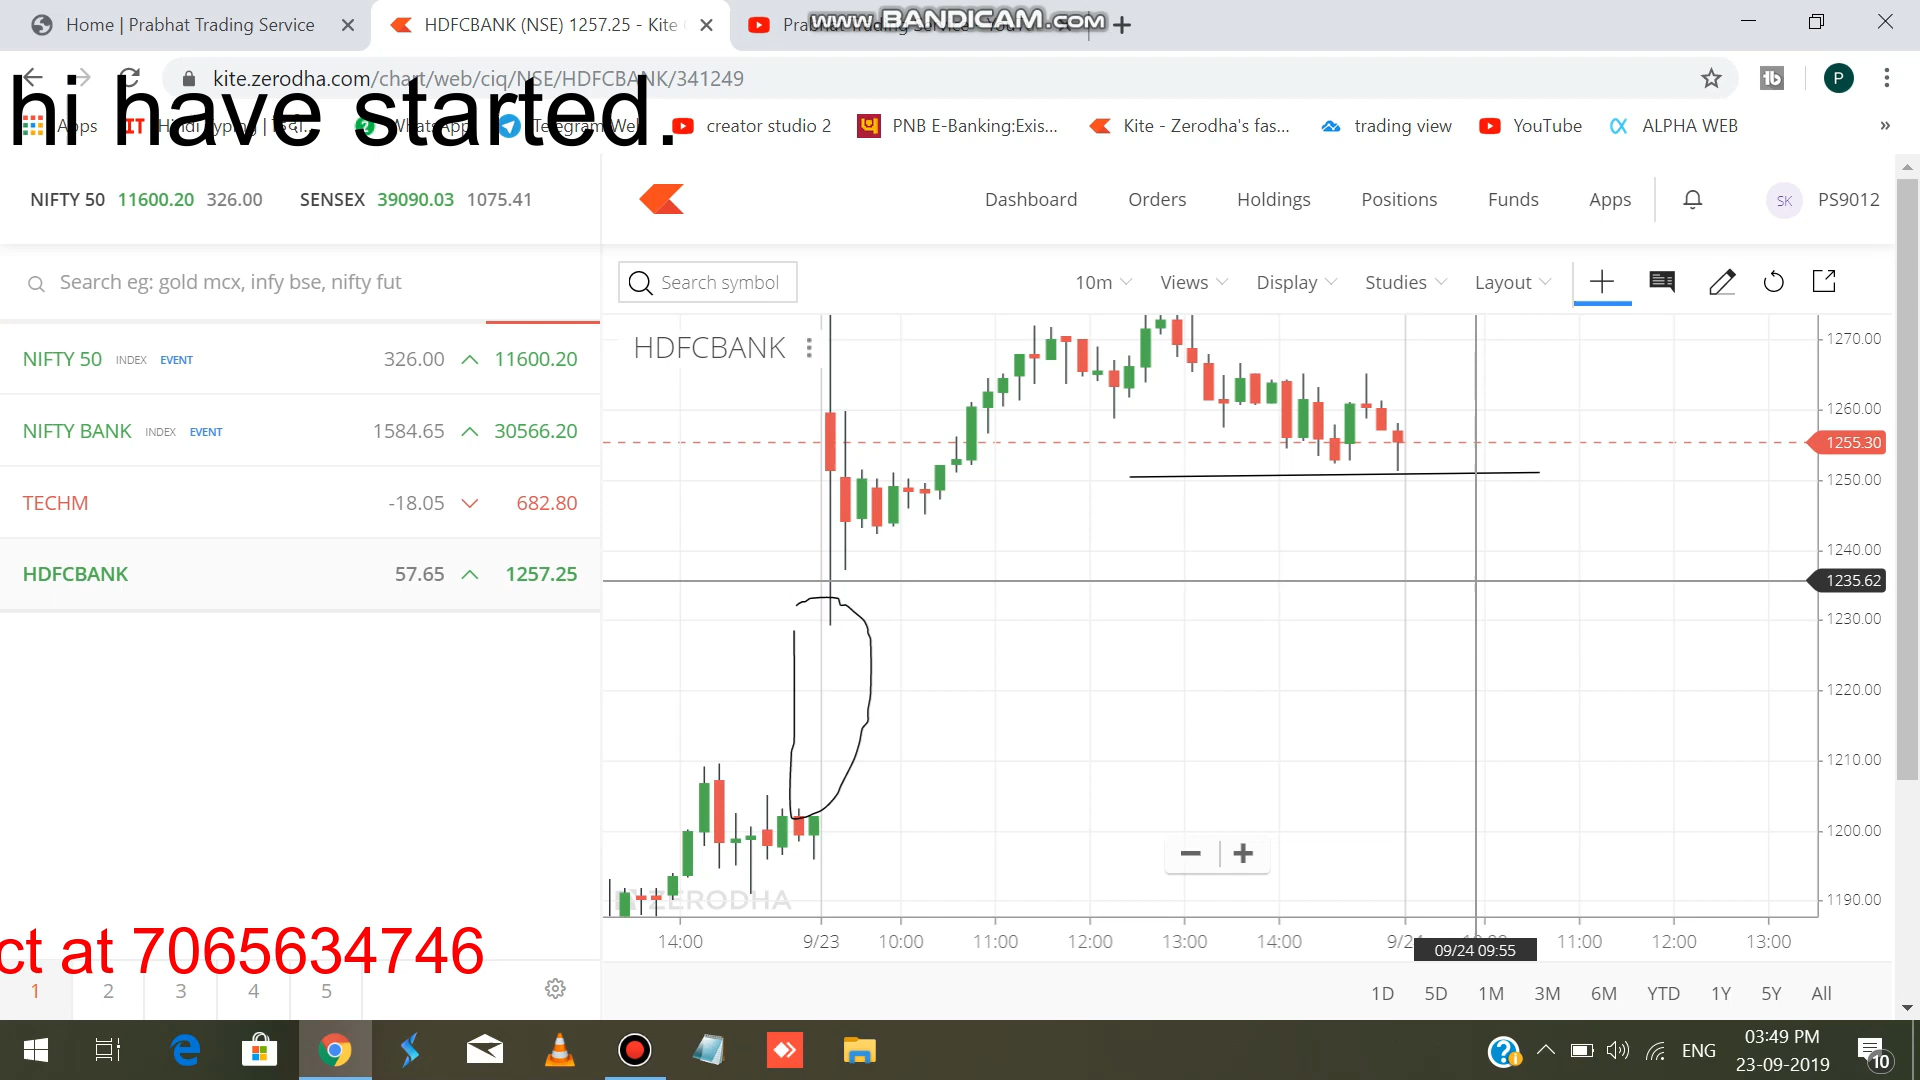 Home | Prabhat Trading Service
HDFCBANK (NSE) 1257.25 - Kite
www.BANDICAM.com
kite.zerodha.com/chart/web/ciq/NSE/HDFCBANK/341249
hi have started.
Apps
WhatsApp
creator studio 2
PNB E-Banking:Exis...
Kite - Zerodha's fas...
trading view
YouTube
ALPHA WEB
»
NIFTY 50 11600.20 326.00 SENSEX 39090.03 1075.41
Dashboard Orders Holdings Positions Funds Apps SK PS9012
Search eg: gold mcx, infy bse, nifty fut
Search symbol 10m Views Display Studies Layout
NIFTY 50 INDEX EVENT 326.00 11600.20
NIFTY BANK INDEX EVENT 1584.65 30566.20
TECHM -18.05 682.80
HDFCBANK 57.65 1257.25
HDFCBANK
1270.00
1260.00
1255.30
1250.00
1240.00
1235.62
1230.00
1220.00
1210.00
1200.00
1190.00
ZERODHA
14:00 9/23 10:00 11:00 12:00 13:00 14:00 11:00 12:00 13:00
09/24 09:55
ct at 7065634746
1 2 3 4 5
1D 5D 1M 3M 6M YTD 1Y 5Y All
ENG
03:49 PM
23-09-2019
10